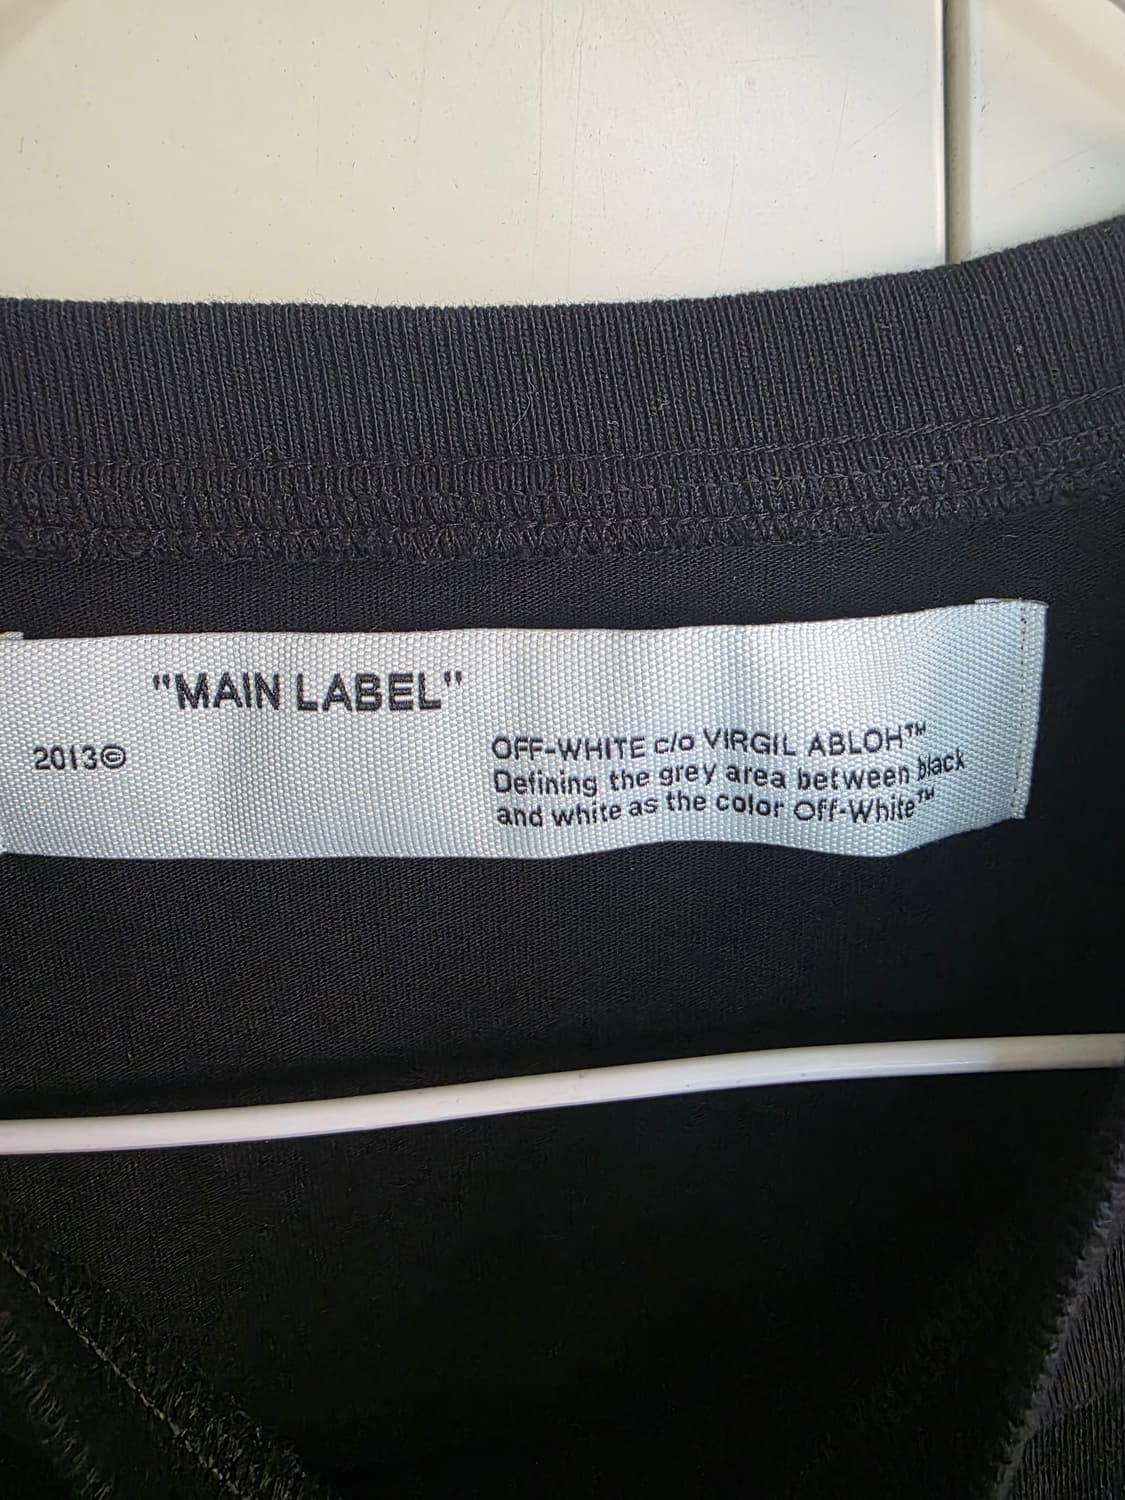 "MAIN LABEL"
2013©
OFF-WHITE c/o VIRGIL ABLOH™
Defining the grey area between black
and white as the color Off-White™